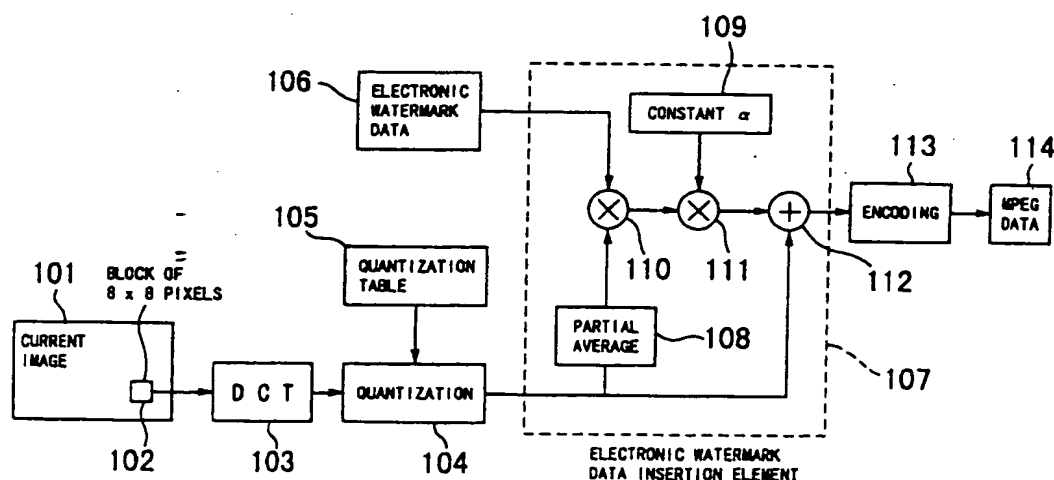 109
106
ELECTRONIC
WATERMARK
DATA
CONSTANT α
113
114
ENCODING
MPEG
DATA
105
110
111
112
101
BLOCK OF
8 x 8 PIXELS
QUANTIZATION
TABLE
CURRENT
IMAGE
PARTIAL
AVERAGE
108
107
DCT
QUANTIZATION
102
103
104
ELECTRONIC WATERMARK
DATA INSERTION ELEMENT